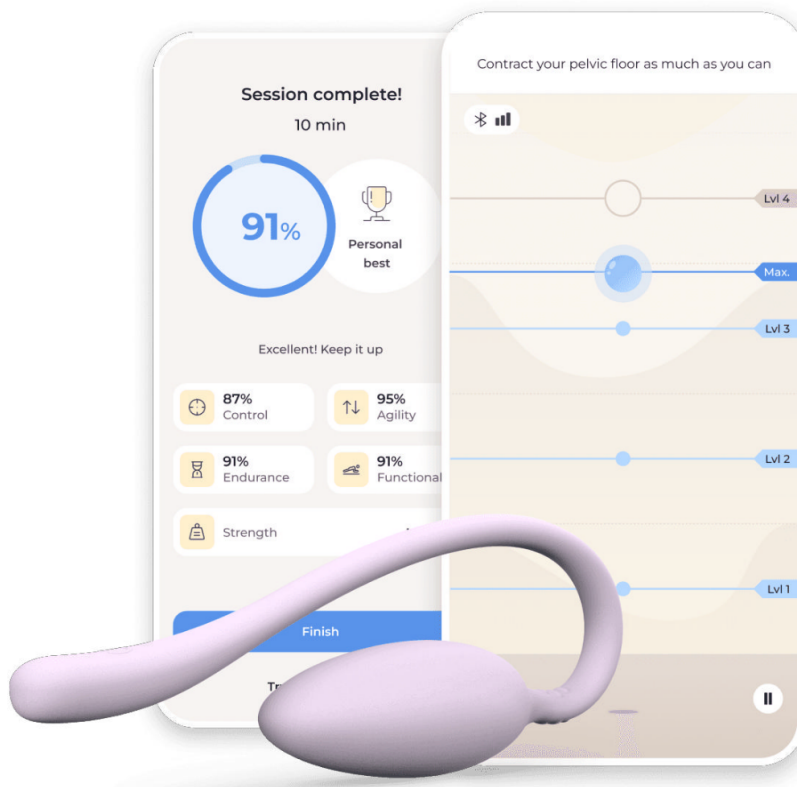 Session complete!
10 min
91%
Personal
best
Excellent! Keep it up
87%
Control
95%
Agility
91%
Endurance
91%
Functional
Strength
Finish
Contract your pelvic floor as much as you can
Lvl 4
Max.
Lvl 3
Lvl 2
Lvl 1